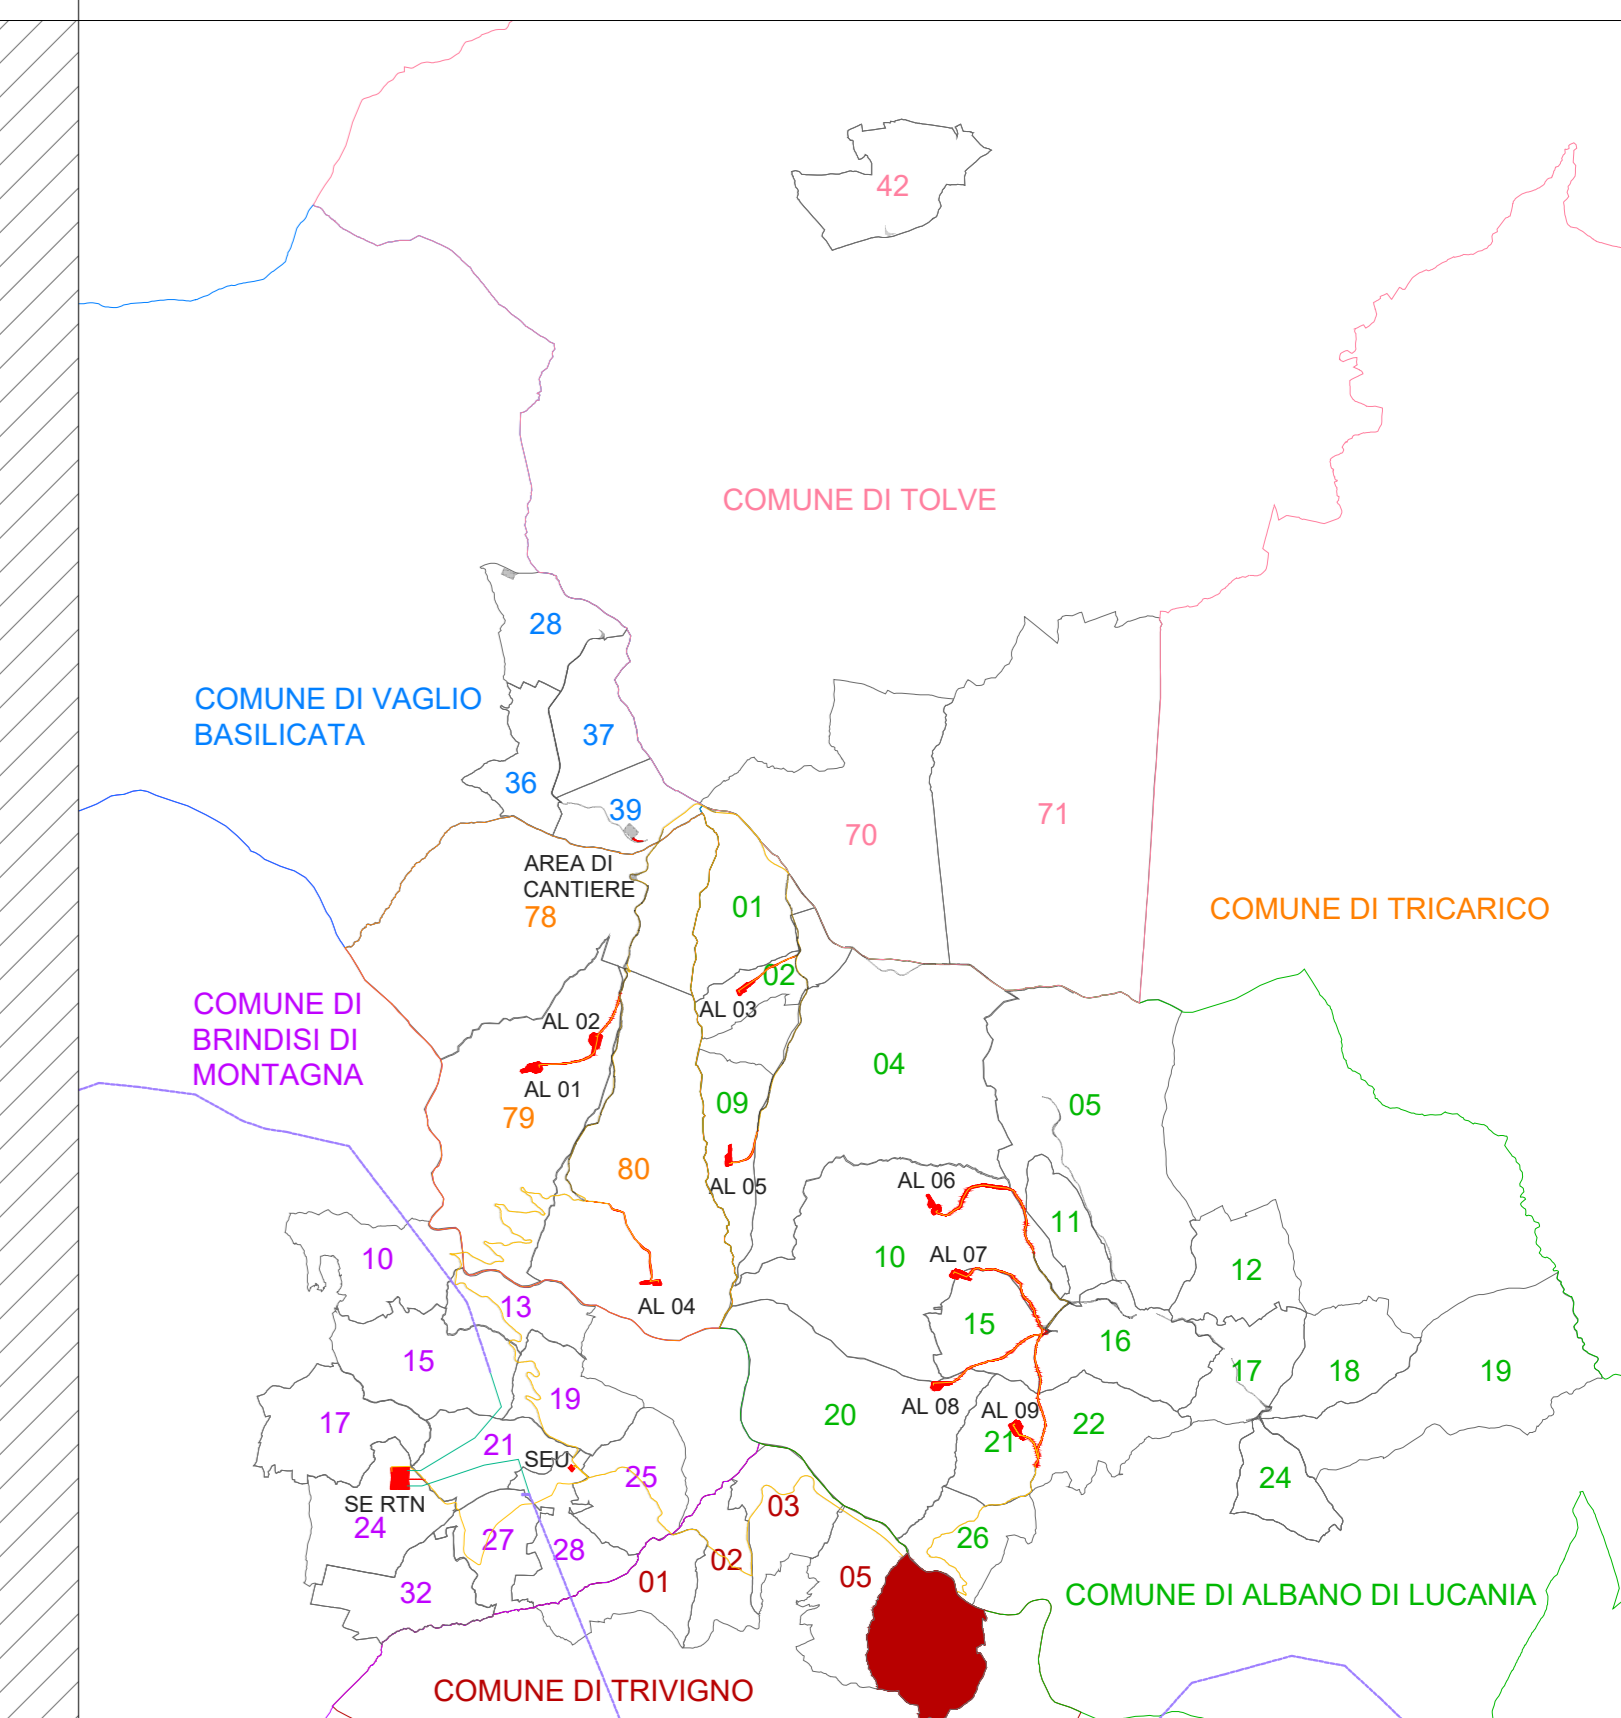 42
COMUNE DI TOLVE
28
COMUNE DI VAGLIO
BASILICATA
37
36
39
70
71
AREA DI
CANTIERE
78
01
COMUNE DI TRICARICO
02
AL 03
COMUNE DI
BRINDISI DI
MONTAGNA
AL 02
AL 01
79
04
09
05
80
AL 05
AL 06
11
10
10
AL 07
12
13
AL 04
15
16
15
17
18
19
19
17
20
AL 08
AL 09
21
22
21
SEU
25
24
SE RTN
24
03
27
28
26
02
01
05
32
COMUNE DI ALBANO DI LUCANIA
COMUNE DI TRIVIGNO